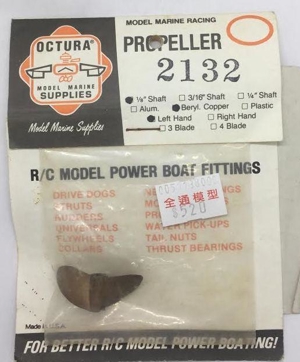 MODEL MARINE RACING
OCTURA®
MODEL MARINE
SUPPLIES
PROPELLER
2132
⅛" Shaft 3/16" Shaft ¼" Shaft
Alum. Beryl. Copper Plastic
Left Hand Right Hand
3 Blade 4 Blade
Model Marine Supplies
R/C MODEL POWER BOAT FITTINGS
DRIVE DOGS
STRUTS
RUDDERS
UNIVERSALS
FLYWHEELS
COLLARS
WATER PICK-UPS
TAIL NUTS
THRUST BEARINGS
全通模型
$520
Made in U.S.A.
FOR BETTER R/C MODEL POWER BOATING!